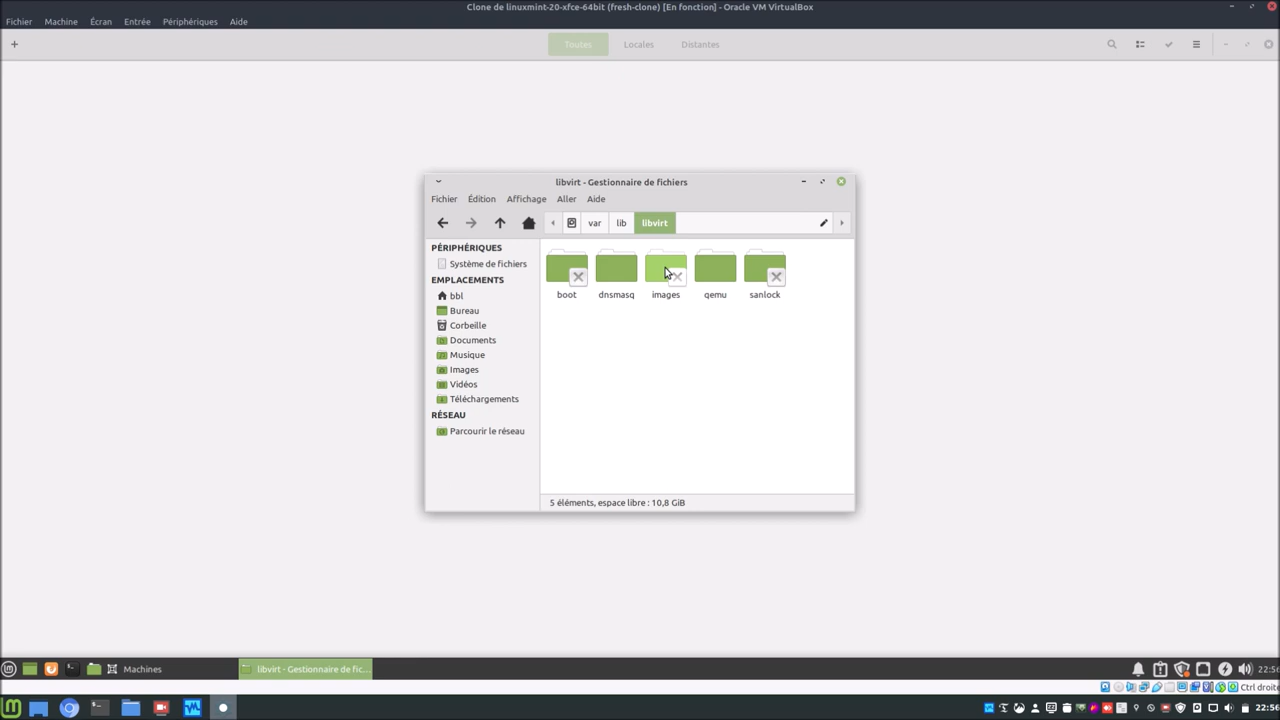 Clone de linuxmint-20-xfce-64bit (fresh-clone) [En fonction] - Oracle VM VirtualBox
Fichier Machine Écran Entrée Périphériques Aide
Toutes Locales Distantes
libvirt - Gestionnaire de fichiers
Fichier Édition Affichage Aller Aide
var lib libvirt
PÉRIPHÉRIQUES
Système de fichiers
EMPLACEMENTS
bbl
Bureau
Corbeille
Documents
Musique
Images
Vidéos
Téléchargements
RÉSEAU
Parcourir le réseau
boot dnsmasq images qemu sanlock
5 éléments, espace libre : 10,8 GiB
Machines
libvirt - Gestionnaire de fic...
22:56
Ctrl droite
22:56